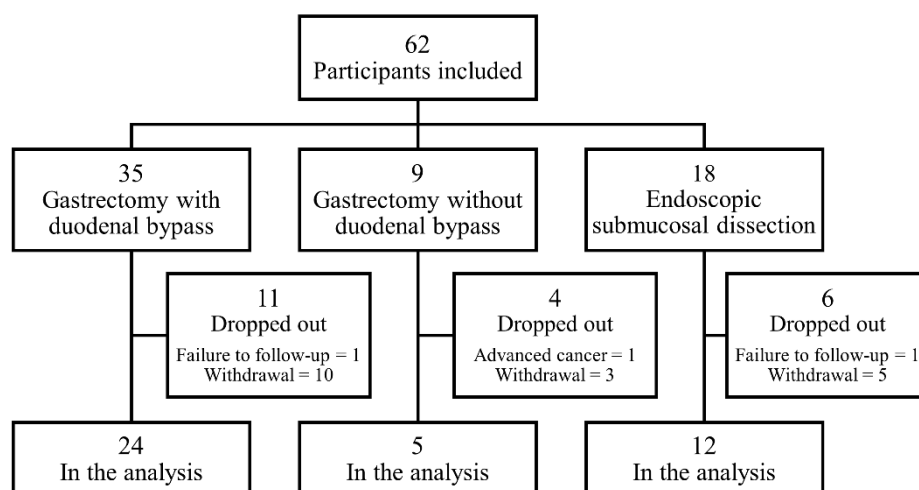 62
Participants included
35
Gastrectomy with
duodenal bypass
9
Gastrectomy without
duodenal bypass
18
Endoscopic
submucosal dissection
11
Dropped out
Failure to follow-up = 1
Withdrawal = 10
4
Dropped out
Advanced cancer = 1
Withdrawal = 3
6
Dropped out
Failure to follow-up = 1
Withdrawal = 5
24
In the analysis
5
In the analysis
12
In the analysis